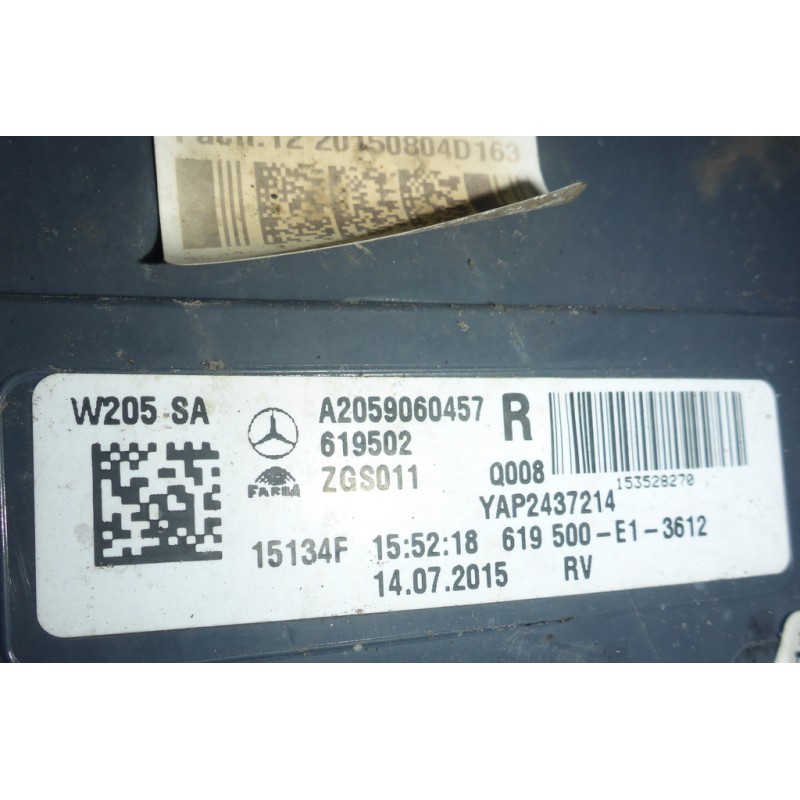 20150804D163
W205 SA
A2059060457 R
619502
FARBA ZGS011 Q008 153528270
YAP2437214
15134F 15:52:18 619 500-E1-3612
14.07.2015 RV